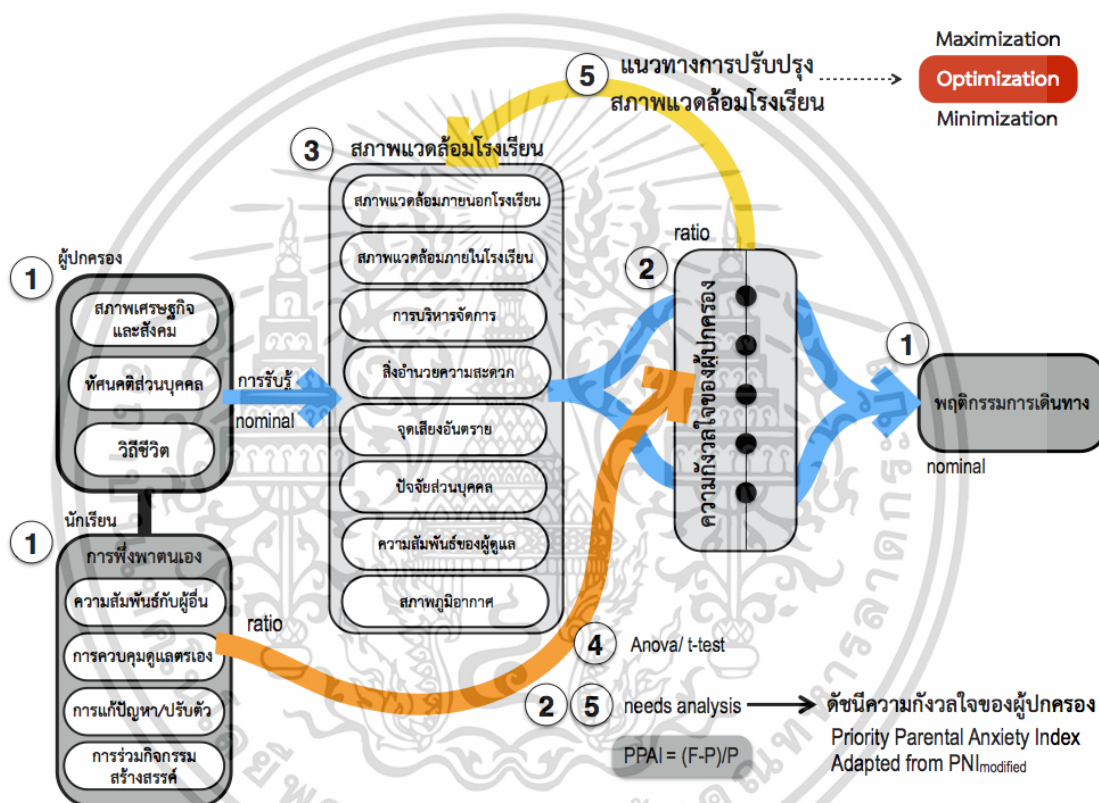 Maximization
Optimization
Minimization
5
แนวทางการปรับปรุง
สภาพแวดล้อมโรงเรียน
3
สภาพแวดล้อมโรงเรียน
สภาพแวดล้อมภายนอกโรงเรียน
สภาพแวดล้อมภายในโรงเรียน
การบริหารจัดการ
สิ่งอำนวยความสะดวก
จุดเสียงอันตราย
ปัจจัยส่วนบุคคล
ความสัมพันธ์ของผู้ดูแล
สภาพภูมิอากาศ
1
ผู้ปกครอง
สภาพเศรษฐกิจ
และสังคม
ทัศนคติส่วนบุคคล
วิถีชีวิต
การรับรู้
nominal
1
นักเรียน
การพึ่งพาตนเอง
ความสัมพันธ์กับผู้อื่น
การควบคุมดูแลตรเอง
การแก้ปัญหา/ปรับตัว
การร่วมกิจกรรม
สร้างสรรค์
ratio
2
ratio
ความกังวลใจของผู้ปกครอง
1
พฤติกรรมการเดินทาง
nominal
4
Anova/ t-test
2 5 needs analysis
ดัชนีความกังวลใจของผู้ปกครอง
PPAI = (F-P)/P
Priority Parental Anxiety Index
Adapted from PNImodified